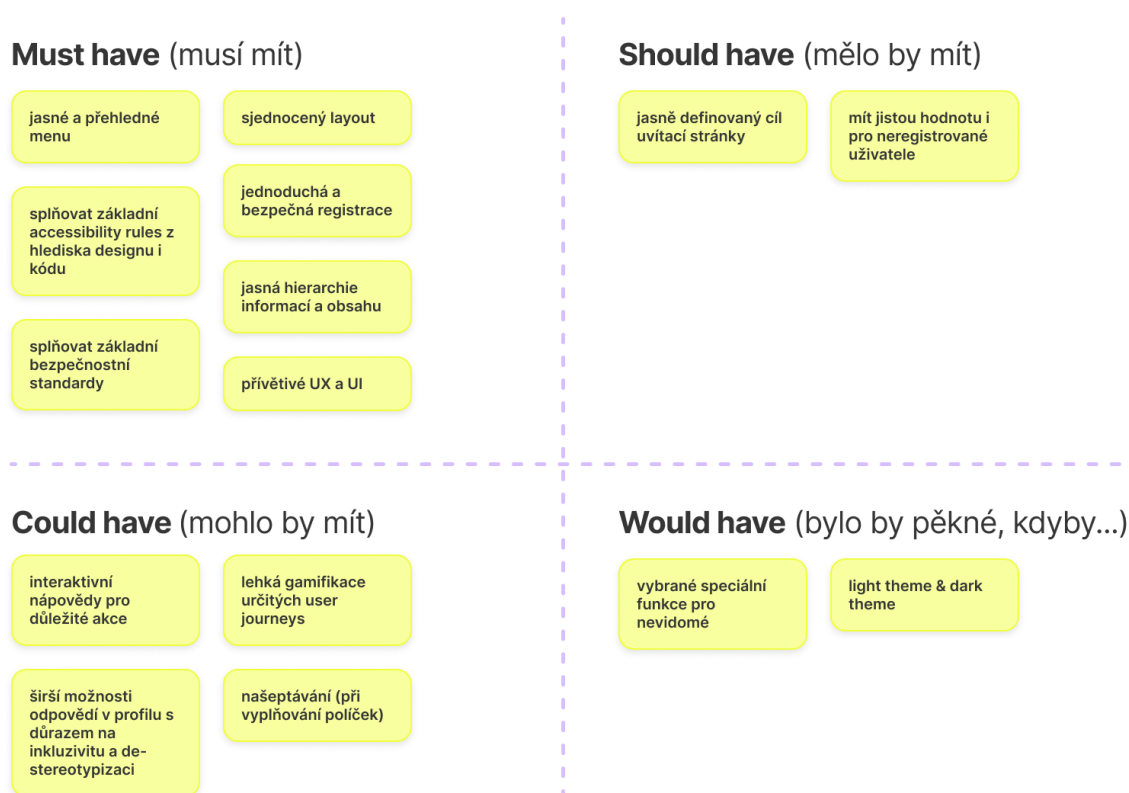 Must have (musí mít)
jasné a přehledné
menu
splňovat základní
accessibility rules z
hlediska designu i
kódu
splňovat základní
bezpečnostní
standardy
sjednocený layout
jednoduchá a
bezpečná registrace
jasná hierarchie
informací a obsahu
přívětivé UX a UI
Should have (mělo by mít)
jasně definovaný cíl
uvítací stránky
mít jistou hodnotu i
pro neregistrované
uživatele
Could have (mohlo by mít)
interaktivní
nápovědy pro
důležité akce
širší možnosti
odpovědí v profilu s
důrazem na
inkluzivitu a de-
stereotypizaci
lehká gamifikace
určitých user
journeys
našeptávání (při
vyplňování políček)
Would have (bylo by pěkné, kdyby...)
vybrané speciální
funkce pro
nevidomé
light theme & dark
theme